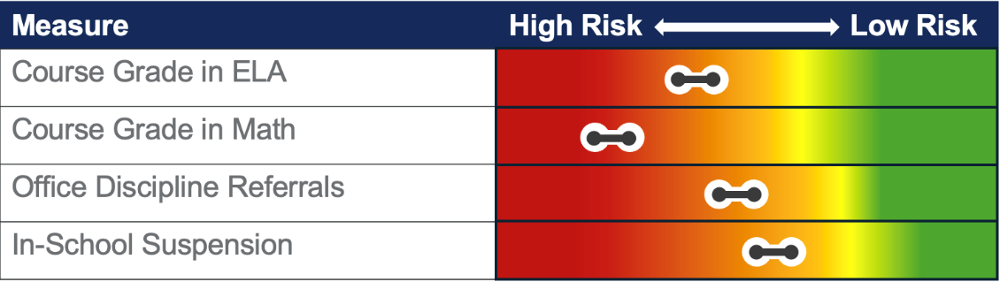 Measure High Risk Low Risk
Course Grade in ELA
Course Grade in Math
Office Discipline Referrals
In-School Suspension